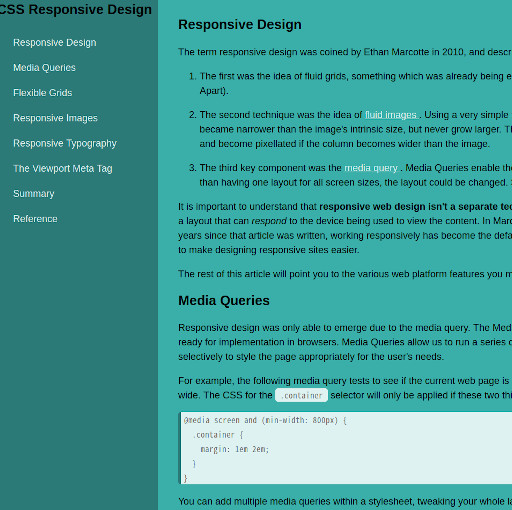 CSS Responsive Design
Responsive Design
Media Queries
Flexible Grids
Responsive Images
Responsive Typography
The Viewport Meta Tag
Summary
Reference
Responsive Design
The term responsive design was coined by Ethan Marcotte in 2010, and
1. The first was the idea of fluid grids, something which was already being
Apart).
2. The second technique was the idea of fluid images . Using a very simple
became narrower than the image's intrinsic size, but never grow larger.
and become pixellated if the column becomes wider than the image.
3. The third key component was the media query . Media Queries enable the
than having one layout for all screen sizes, the layout could be changed.
It is important to understand that responsive web design isn't a separate
a layout that can respond to the device being used to view the content. In
years since that article was written, working responsively has become the
to make designing responsive sites easier.
The rest of this article will point you to the various web platform features you
Media Queries
Responsive design was only able to emerge due to the media query. The
ready for implementation in browsers. Media Queries allow us to run a series
selectively to style the page appropriately for the user's needs.
For example, the following media query tests to see if the current web page is
wide. The CSS for the .container selector will only be applied if these two
@media screen and (min-width: 800px) {
.container {
margin: 1em 2em;
}
}
You can add multiple media queries within a stylesheet, tweaking your whole